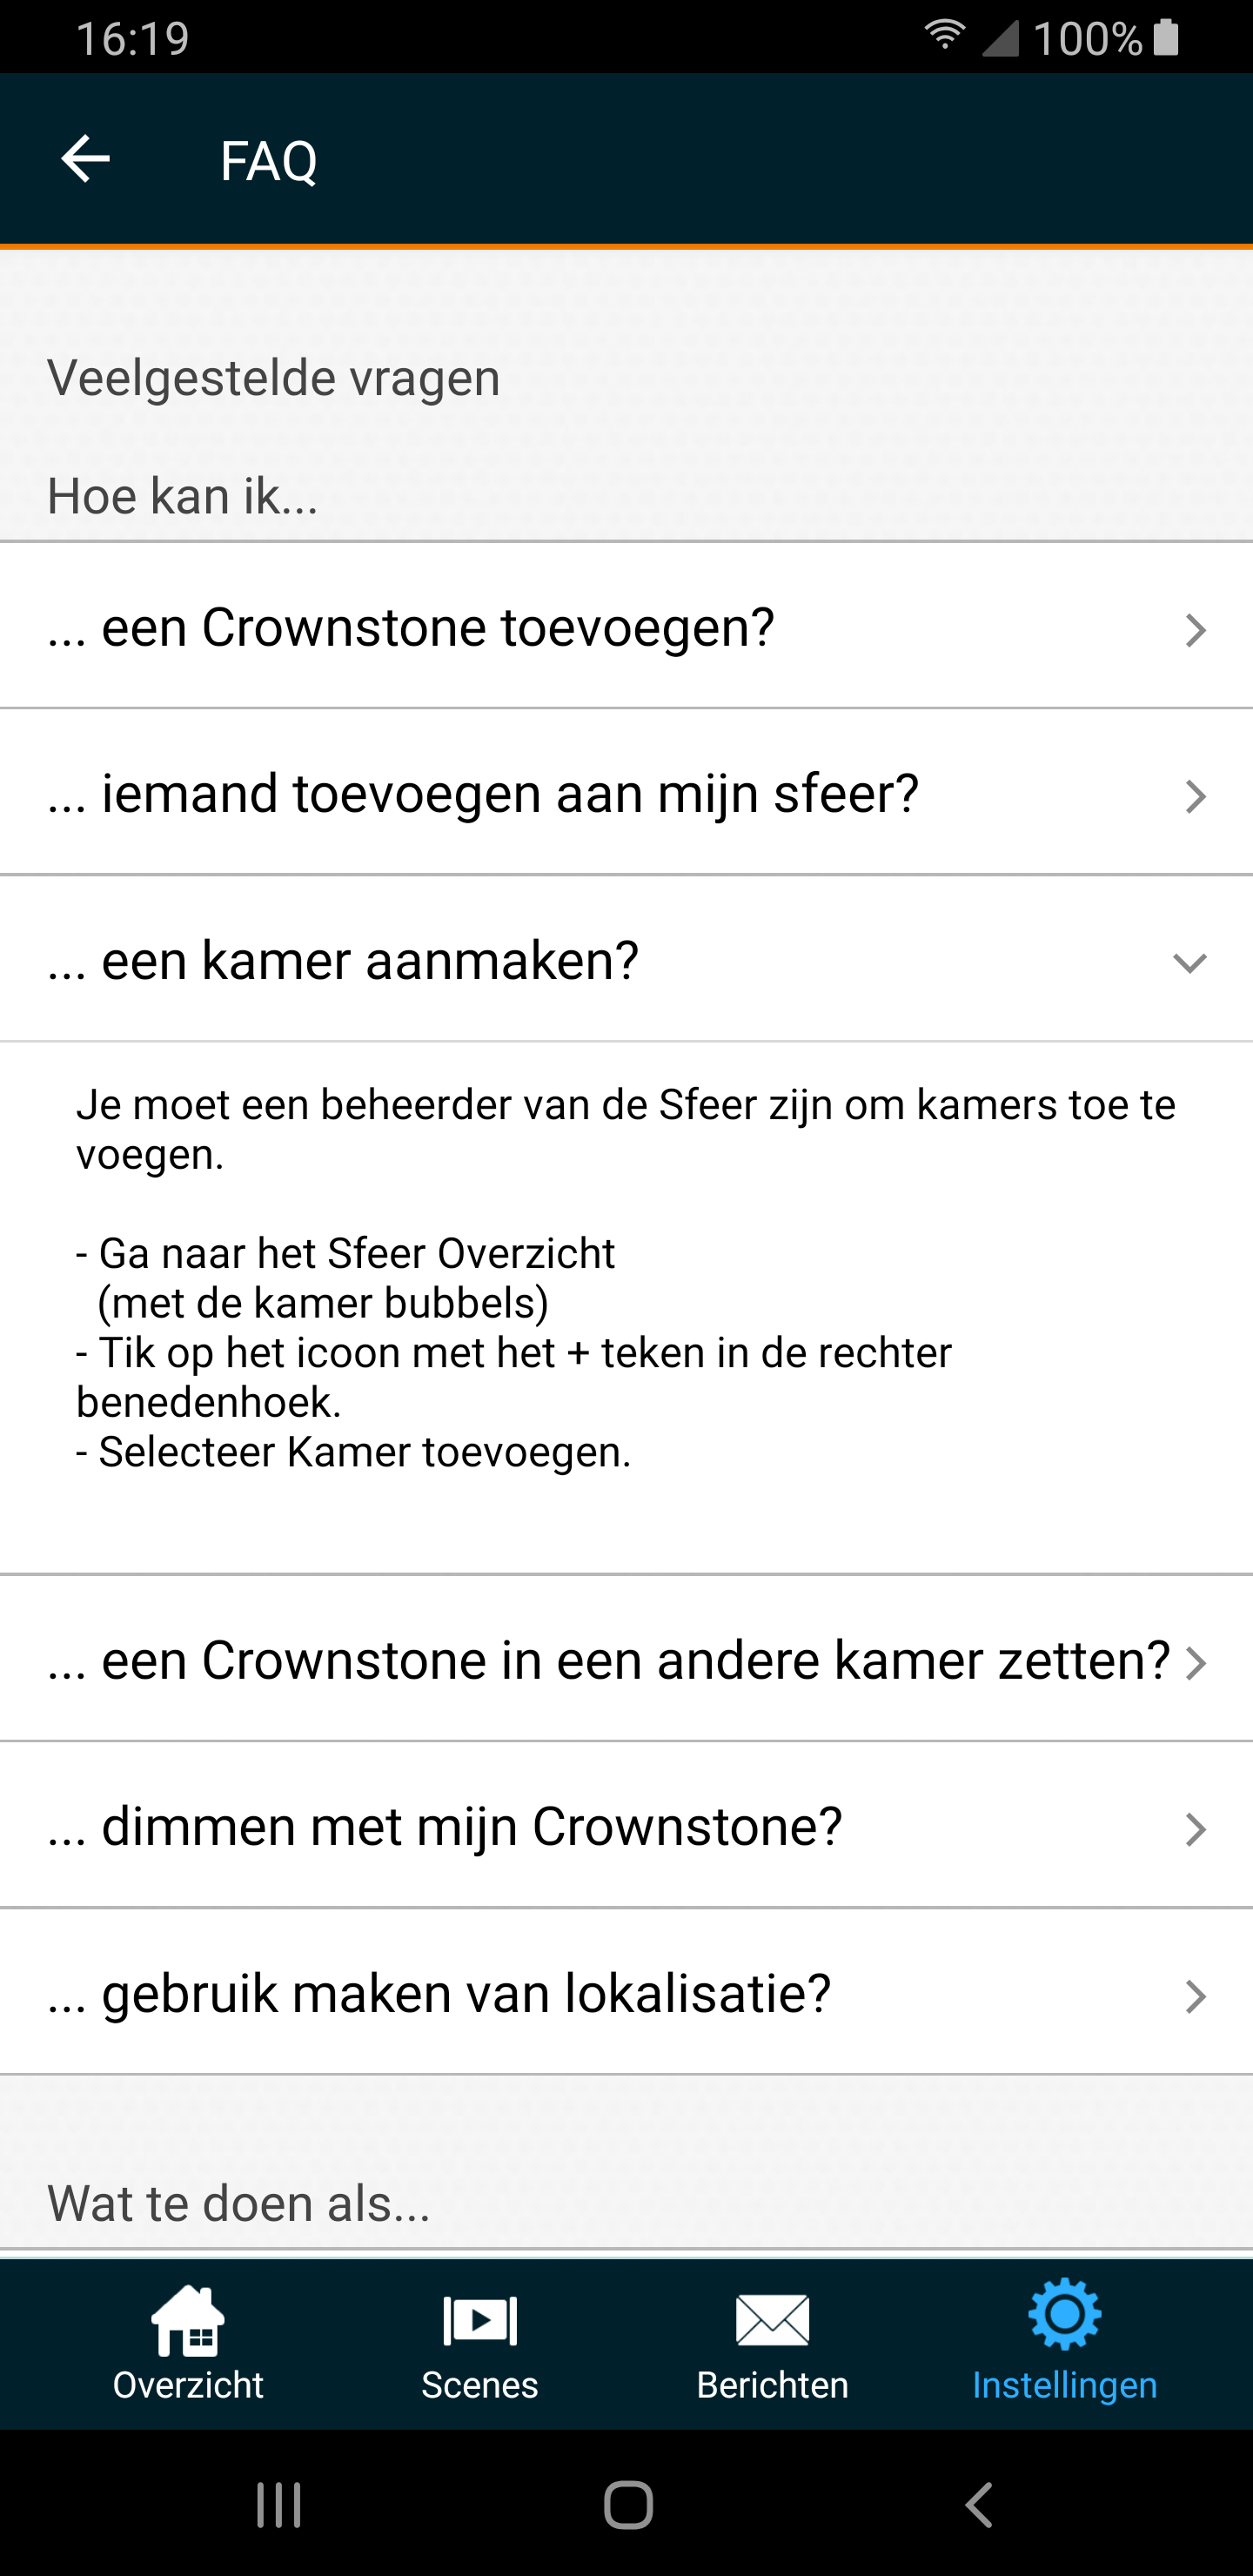 16:19
100%
FAQ
Veelgestelde vragen
Hoe kan ik...
... een Crownstone toevoegen?
... iemand toevoegen aan mijn sfeer?
... een kamer aanmaken?
Je moet een beheerder van de Sfeer zijn om kamers toe te
voegen.
- Ga naar het Sfeer Overzicht
(met de kamer bubbels)
- Tik op het icoon met het + teken in de rechter
benedenhoek.
- Selecteer Kamer toevoegen.
... een Crownstone in een andere kamer zetten?
... dimmen met mijn Crownstone?
... gebruik maken van lokalisatie?
Wat te doen als...
Overzicht
Scenes
Berichten
Instellingen